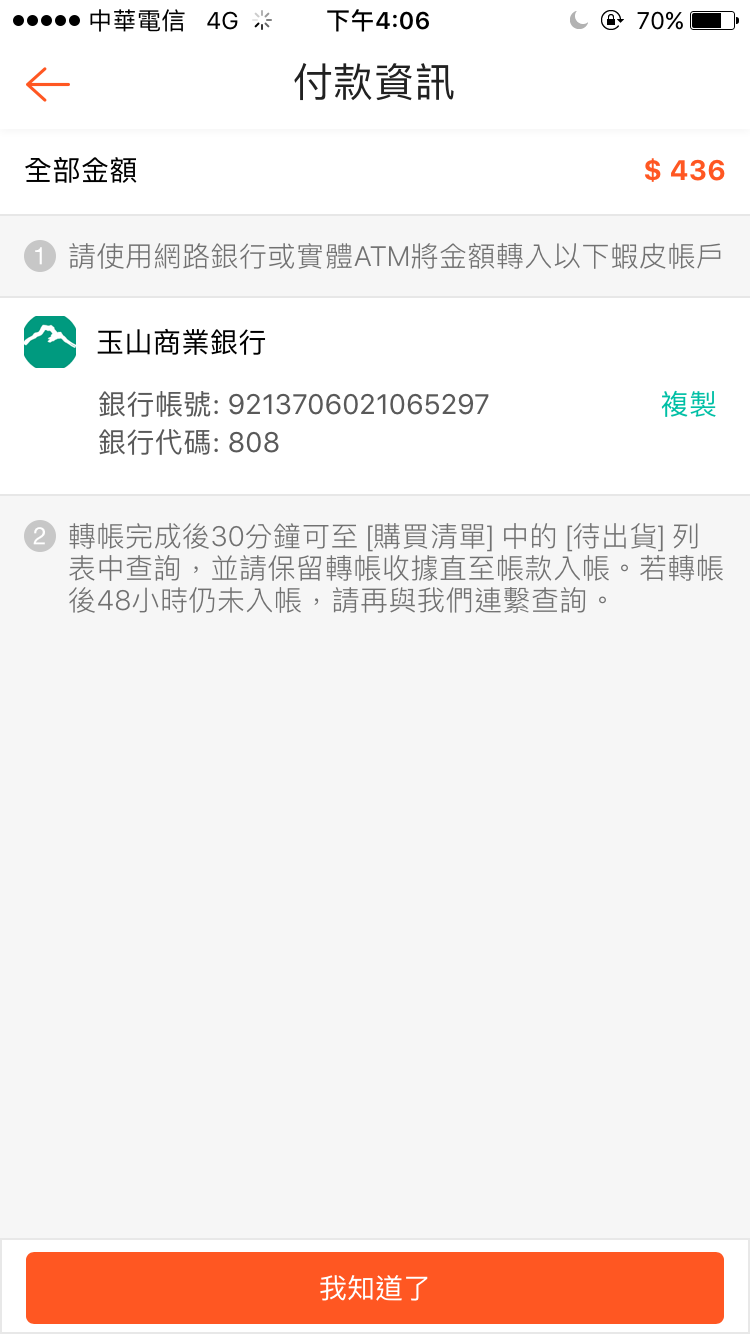 中華電信 4G 下午4:06 70%
付款資訊
全部金額 $ 436
1 請使用網路銀行或實體ATM將金額轉入以下蝦皮帳戶
玉山商業銀行
銀行帳號: 9213706021065297 複製
銀行代碼: 808
2 轉帳完成後30分鐘可至 [購買清單] 中的 [待出貨] 列
表中查詢，並請保留轉帳收據直至帳款入帳。若轉帳
後48小時仍未入帳，請再與我們連繫查詢。
我知道了